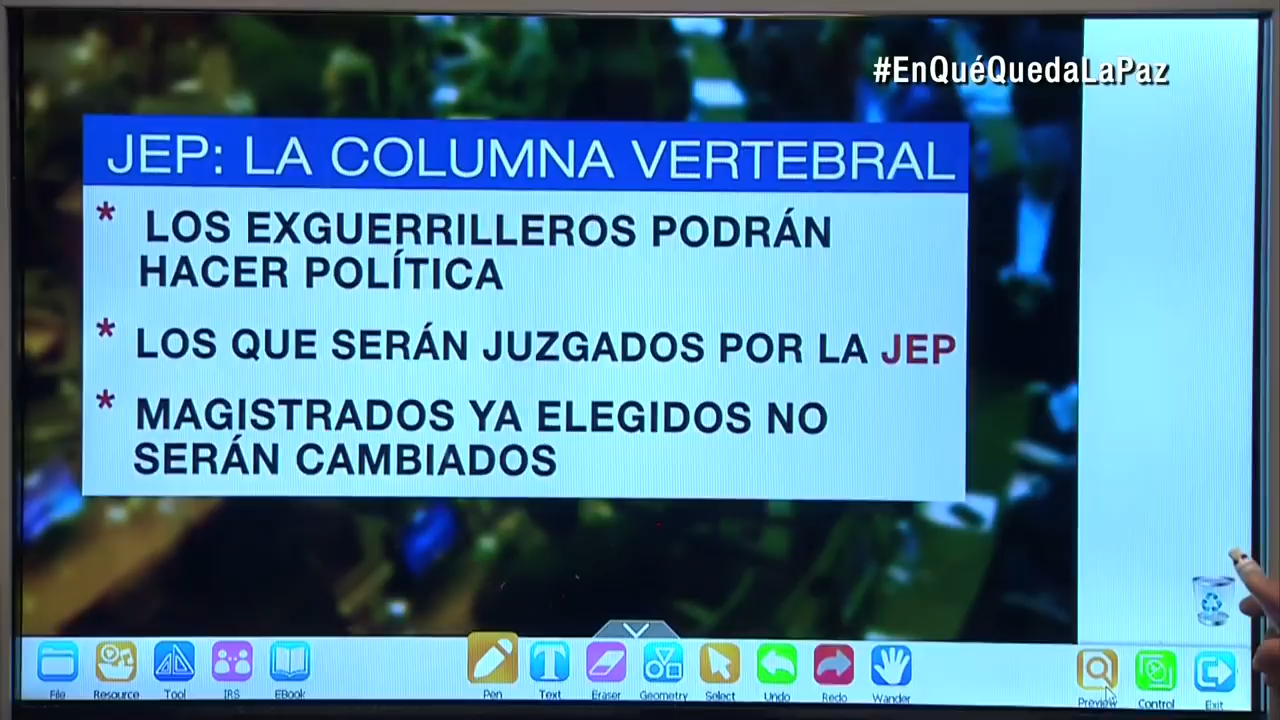 #EnQuéQuedaLaPaz
JEP: LA COLUMNA VERTEBRAL
* LOS EXGUERRILLEROS PODRÁN
HACER POLÍTICA
* LOS QUE SERÁN JUZGADOS POR LA JEP
* MAGISTRADOS YA ELEGIDOS NO
SERÁN CAMBIADOS
File Resource Tool IRS EBook Pen Text Eraser Geometry Select Undo Redo Wander Preview Control Exit